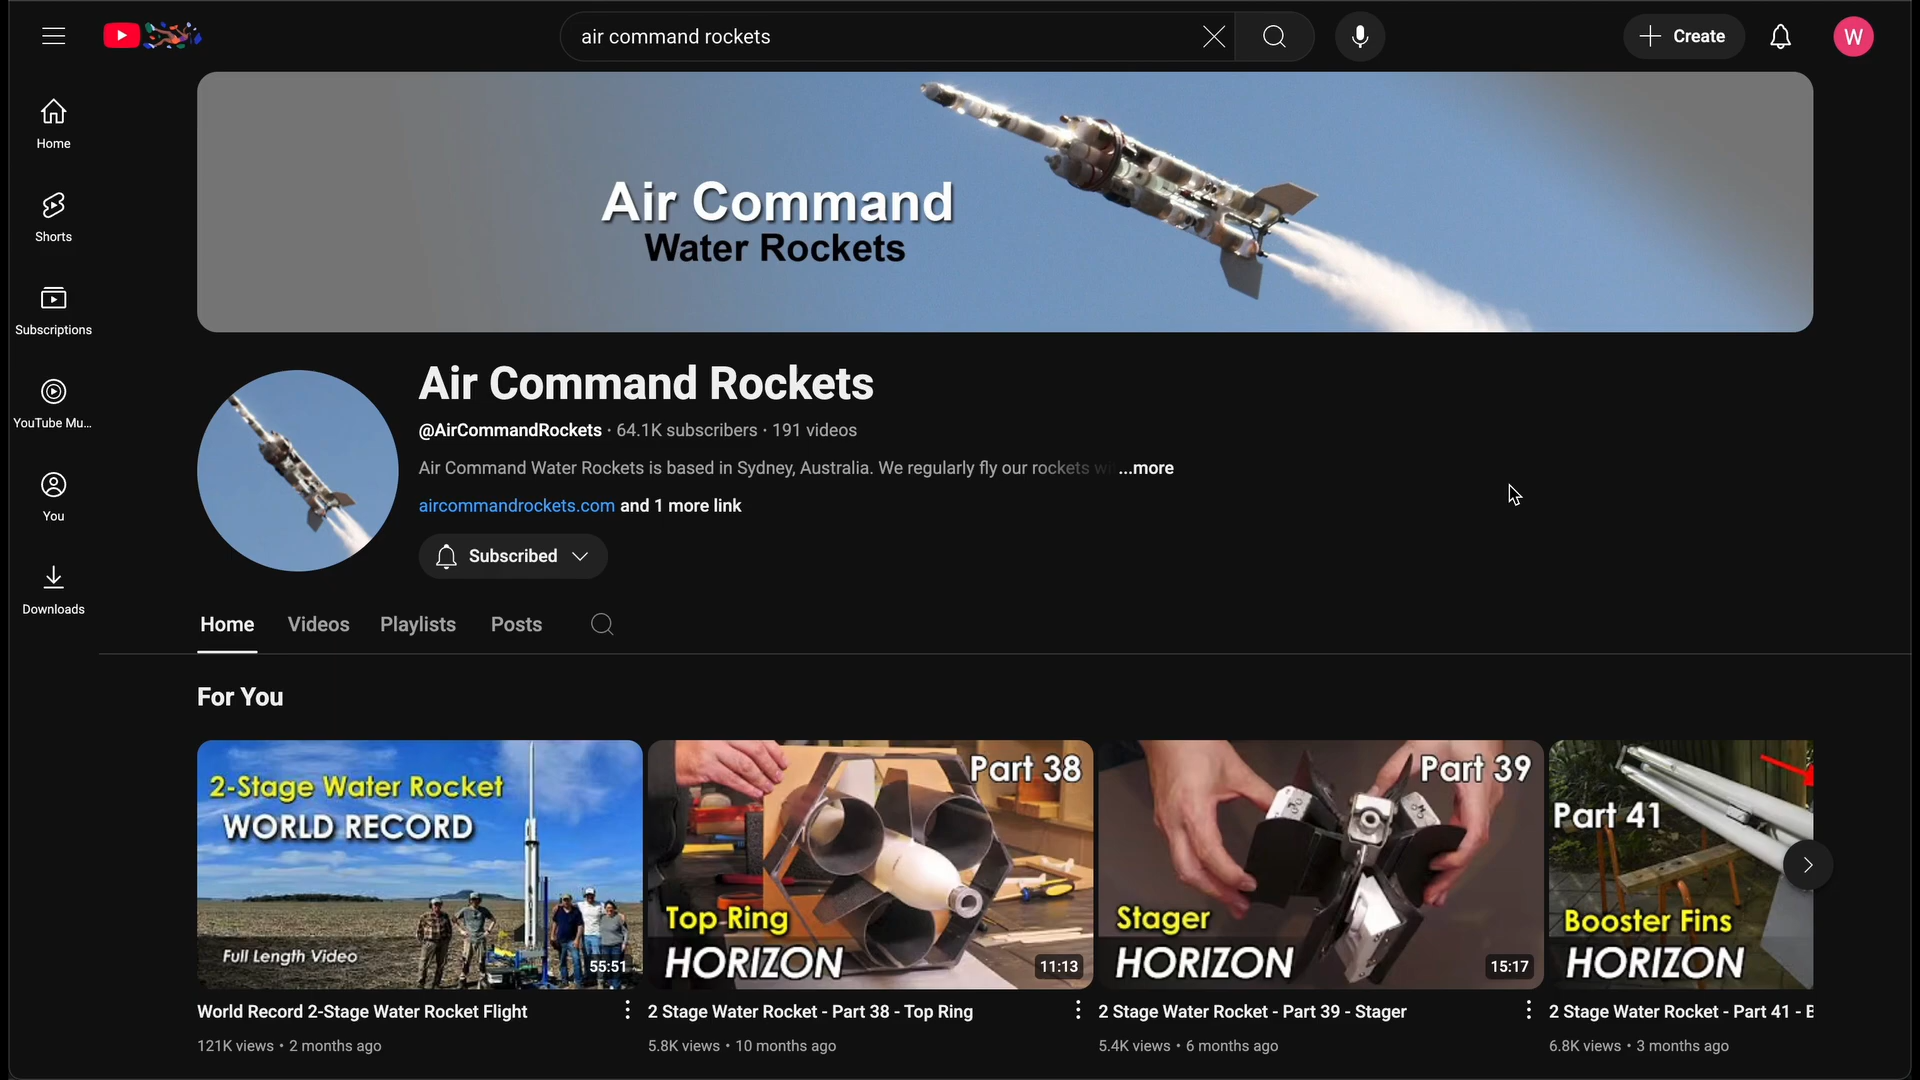 air command rockets
Create
W
Home
Shorts
Subscriptions
YouTube Mu...
You
Downloads
Air Command
Water Rockets
Air Command Rockets
@AirCommandRockets · 64.1K subscribers · 191 videos
Air Command Water Rockets is based in Sydney, Australia. We regularly fly our rockets ...more
aircommandrockets.com and 1 more link
Subscribed
Home Videos Playlists Posts
For You
2-Stage Water Rocket
WORLD RECORD
Full Length Video
55:51
Part 38
Top Ring
HORIZON
11:13
Part 39
Stager
HORIZON
15:17
Part 41
Booster Fins
HORIZON
World Record 2-Stage Water Rocket Flight
121K views • 2 months ago
2 Stage Water Rocket - Part 38 - Top Ring
5.8K views • 10 months ago
2 Stage Water Rocket - Part 39 - Stager
5.4K views • 6 months ago
2 Stage Water Rocket - Part 41 - B
6.8K views • 3 months ago